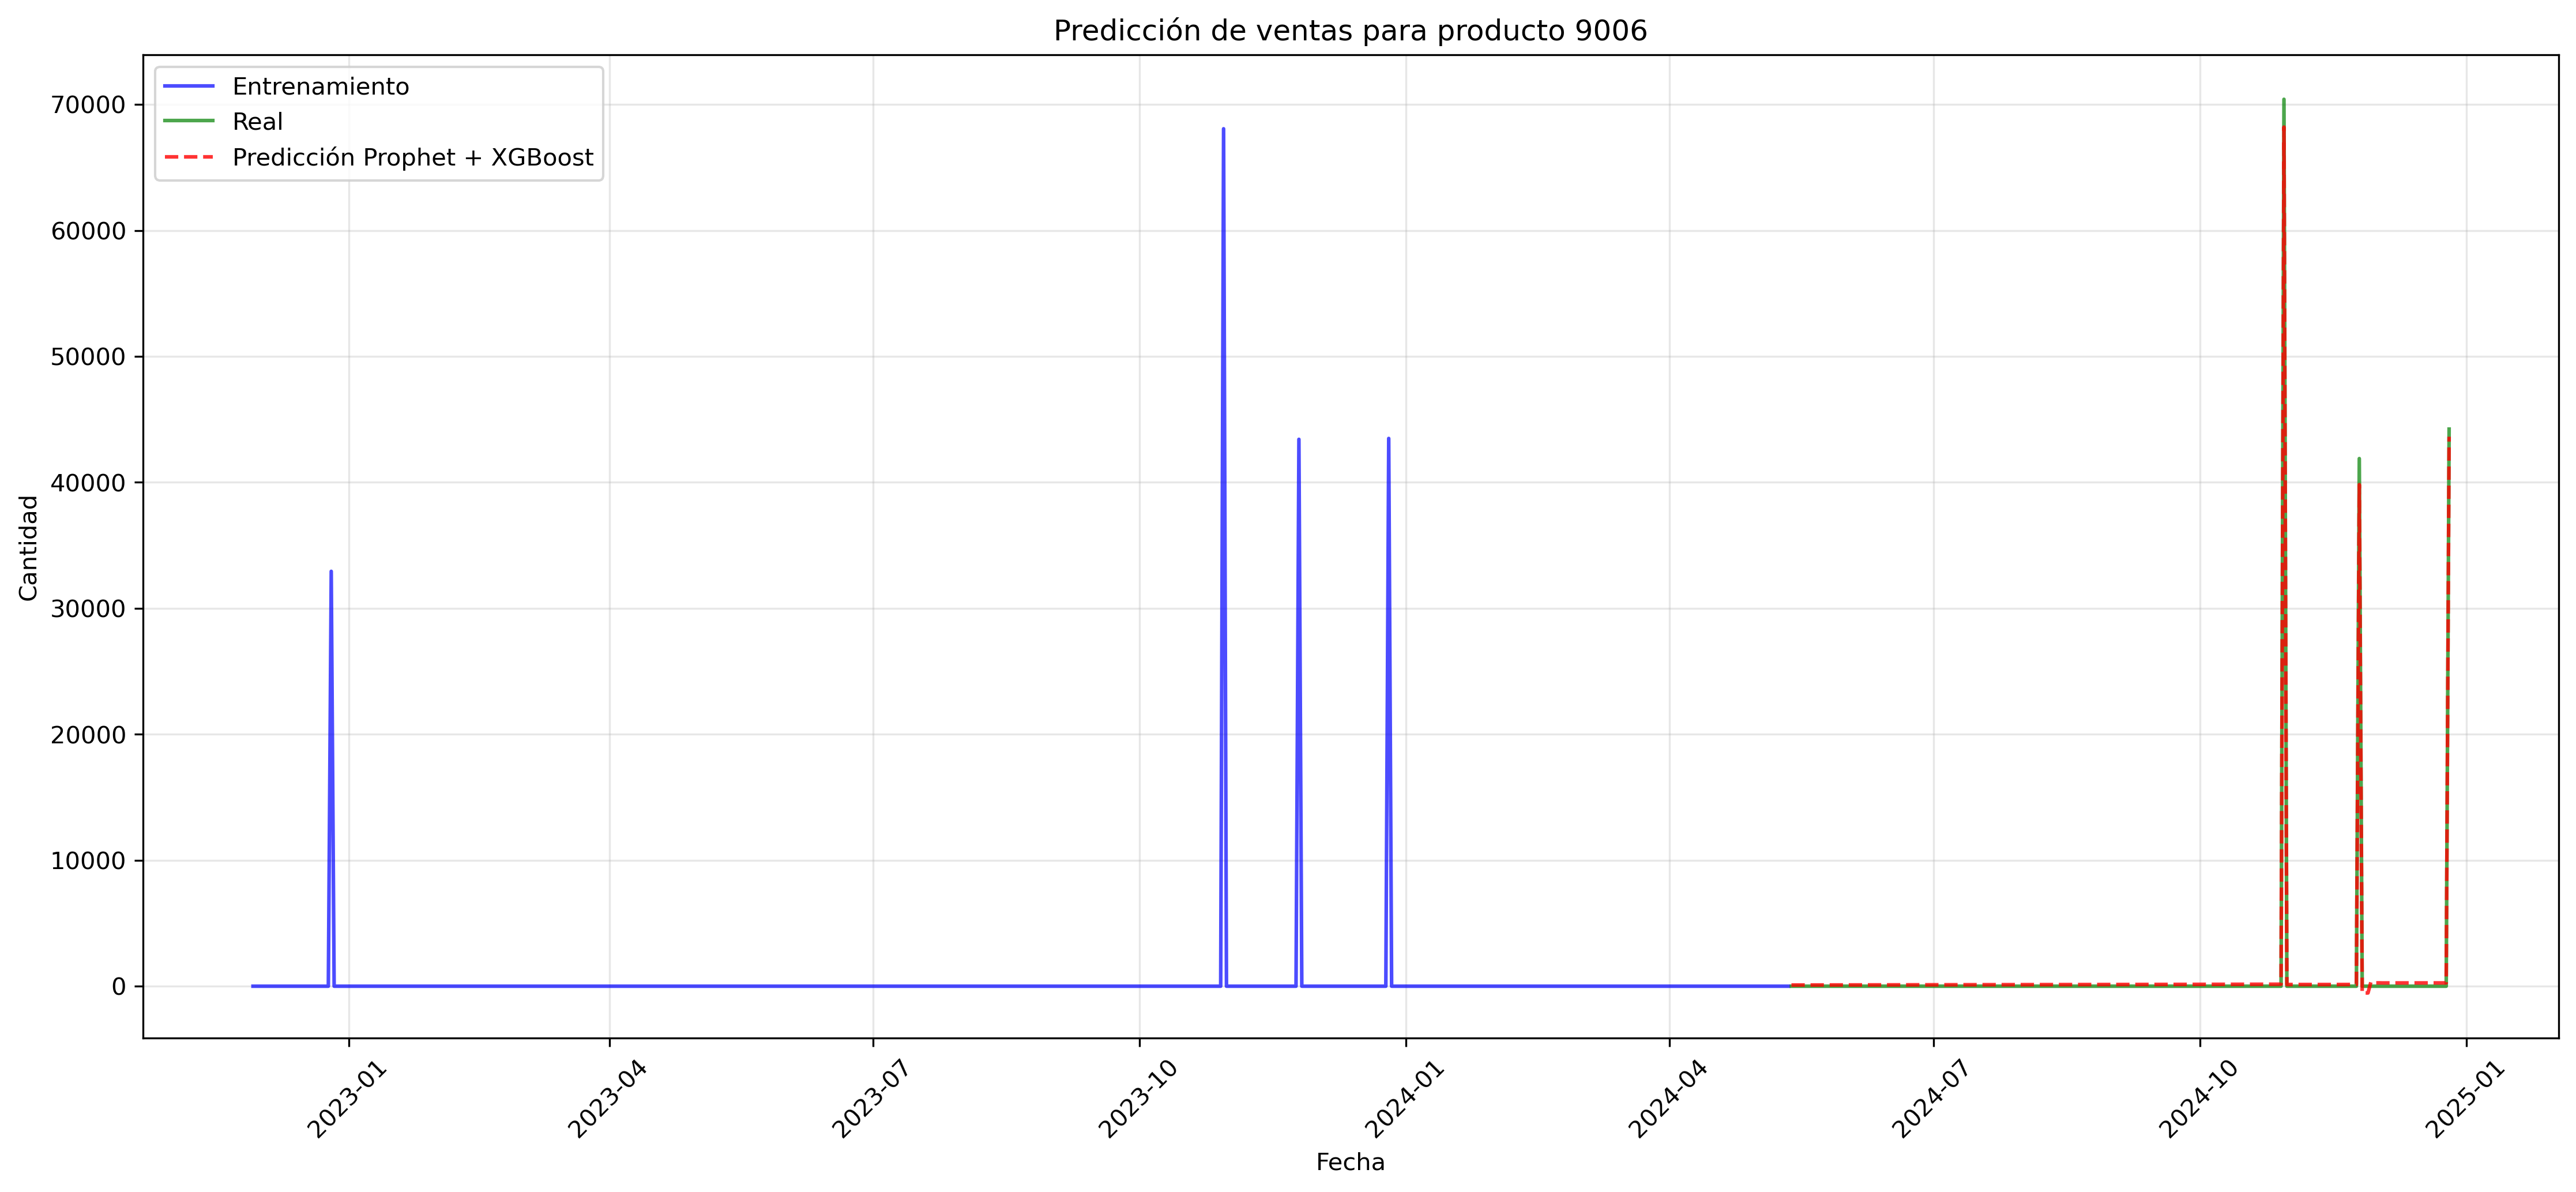 Predicción de ventas para producto 9006
Entrenamiento
Real
Predicción Prophet + XGBoost
70000
60000
50000
40000
30000
20000
10000
0
Cantidad
2023-01
2023-04
2023-07
2023-10
2024-01
2024-04
2024-07
2024-10
2025-01
Fecha